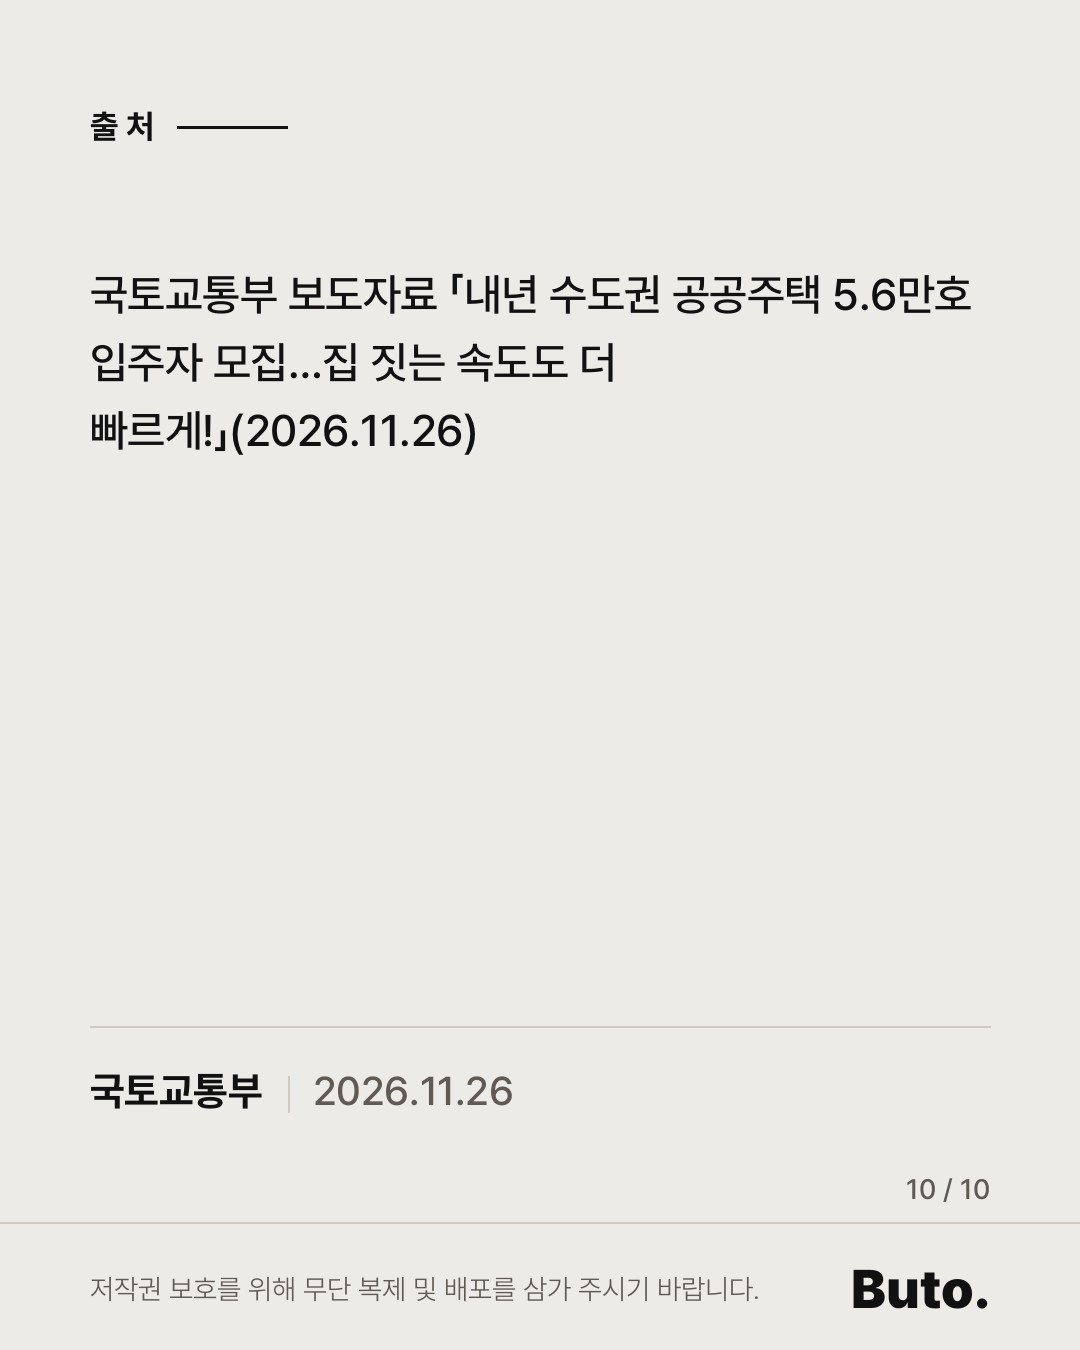 출처
국토교통부 보도자료 「내년 수도권 공공주택 5.6만호
입주자 모집...집 짓는 속도도 더
빠르게!」(2026.11.26)
국토교통부 | 2026.11.26
10 / 10
저작권 보호를 위해 무단 복제 및 배포를 삼가 주시기 바랍니다.
Buto.